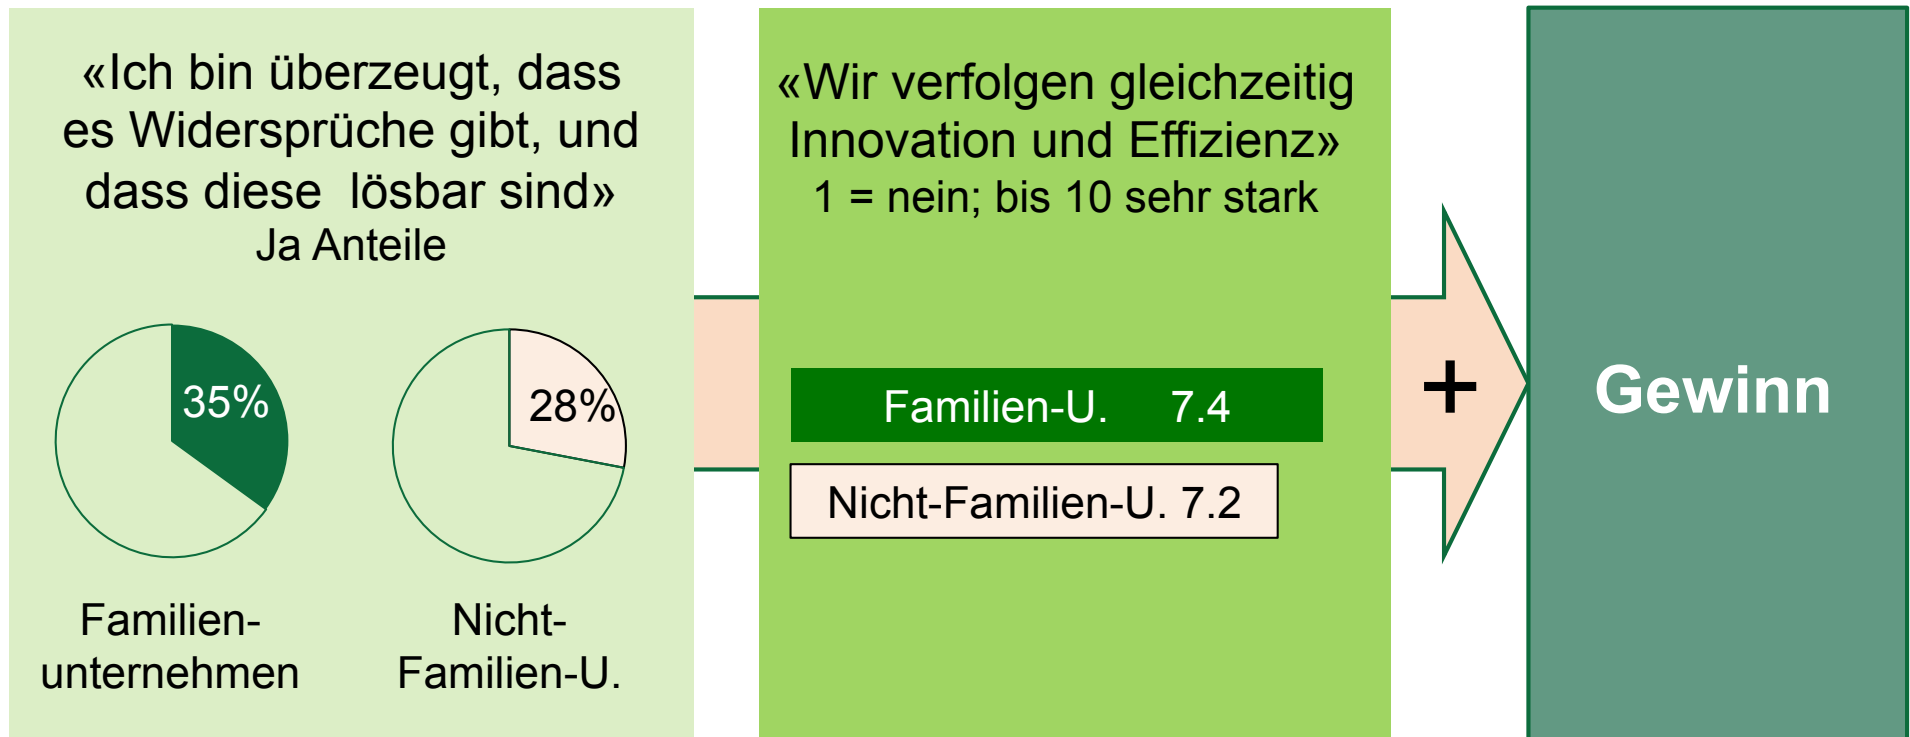 «Ich bin überzeugt, dass
es Widersprüche gibt, und
dass diese lösbar sind»
Ja Anteile
35%
28%
Familien-
unternehmen
Nicht-
Familien-U.
«Wir verfolgen gleichzeitig
Innovation und Effizienz»
1 = nein; bis 10 sehr stark
Familien-U. 7.4
Nicht-Familien-U. 7.2
+
Gewinn